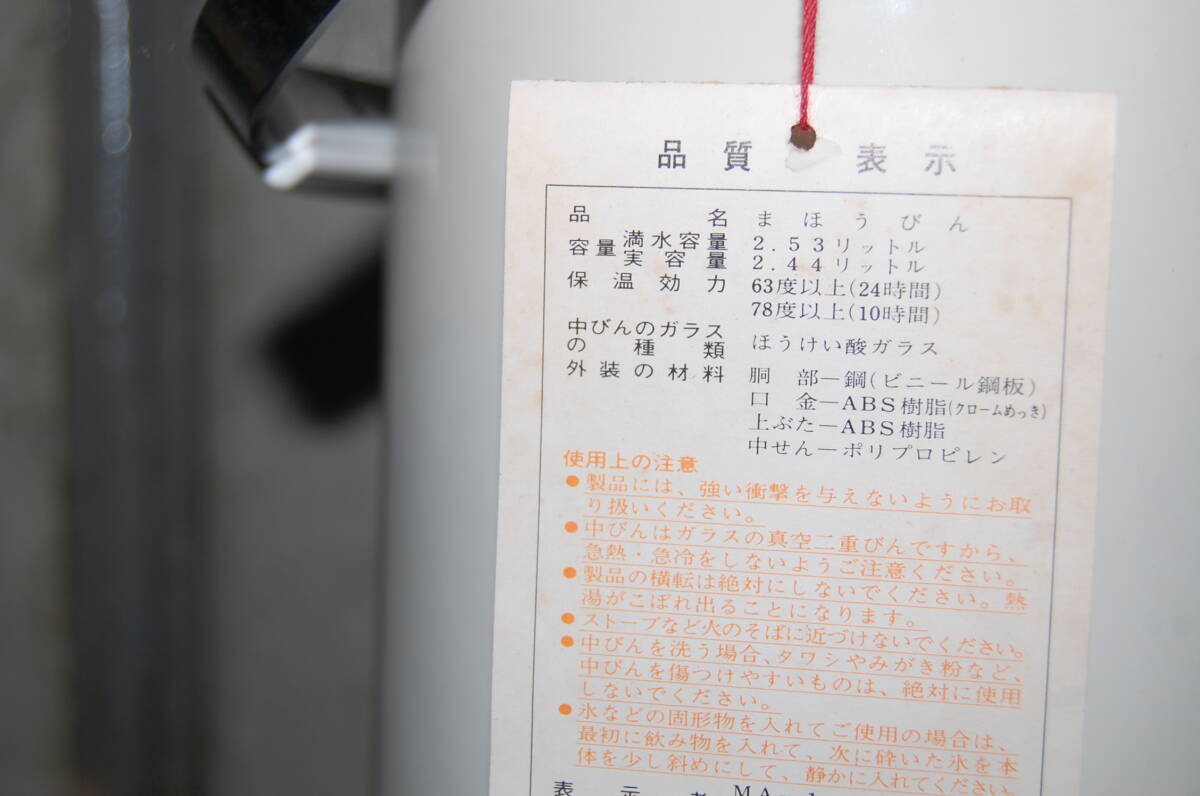 品質表示
品名 まほうびん
容量 満水容量 2.53リットル
実容量 2.44リットル
保温効力 63度以上(24時間)
78度以上(10時間)
中びんのガラス
の種類 ほうけい酸ガラス
外装の材料 胴部―鋼(ビニール鋼板)
口金―ABS樹脂(クロームめっき)
上ぶた―ABS樹脂
中せん―ポリプロピレン
使用上の注意
●製品には、強い衝撃を与えないようにお取
り扱いください。
●中びんはガラスの真空二重びんですから、
急熱・急冷をしないようご注意ください。
●製品の横転は絶対にしないでください。熱
湯がこぼれ出ることになります。
●ストーブなど火のそばに近づけないでください。
●中びんを洗う場合、タワシやみがき粉など、
中びんを傷つけやすいものは、絶対に使用
しないでください。
●氷などの固形物を入れてご使用の場合は、
最初に飲み物を入れて、次に砕いた氷を本
体を少し斜めにして、静かに入れてください。
表示者